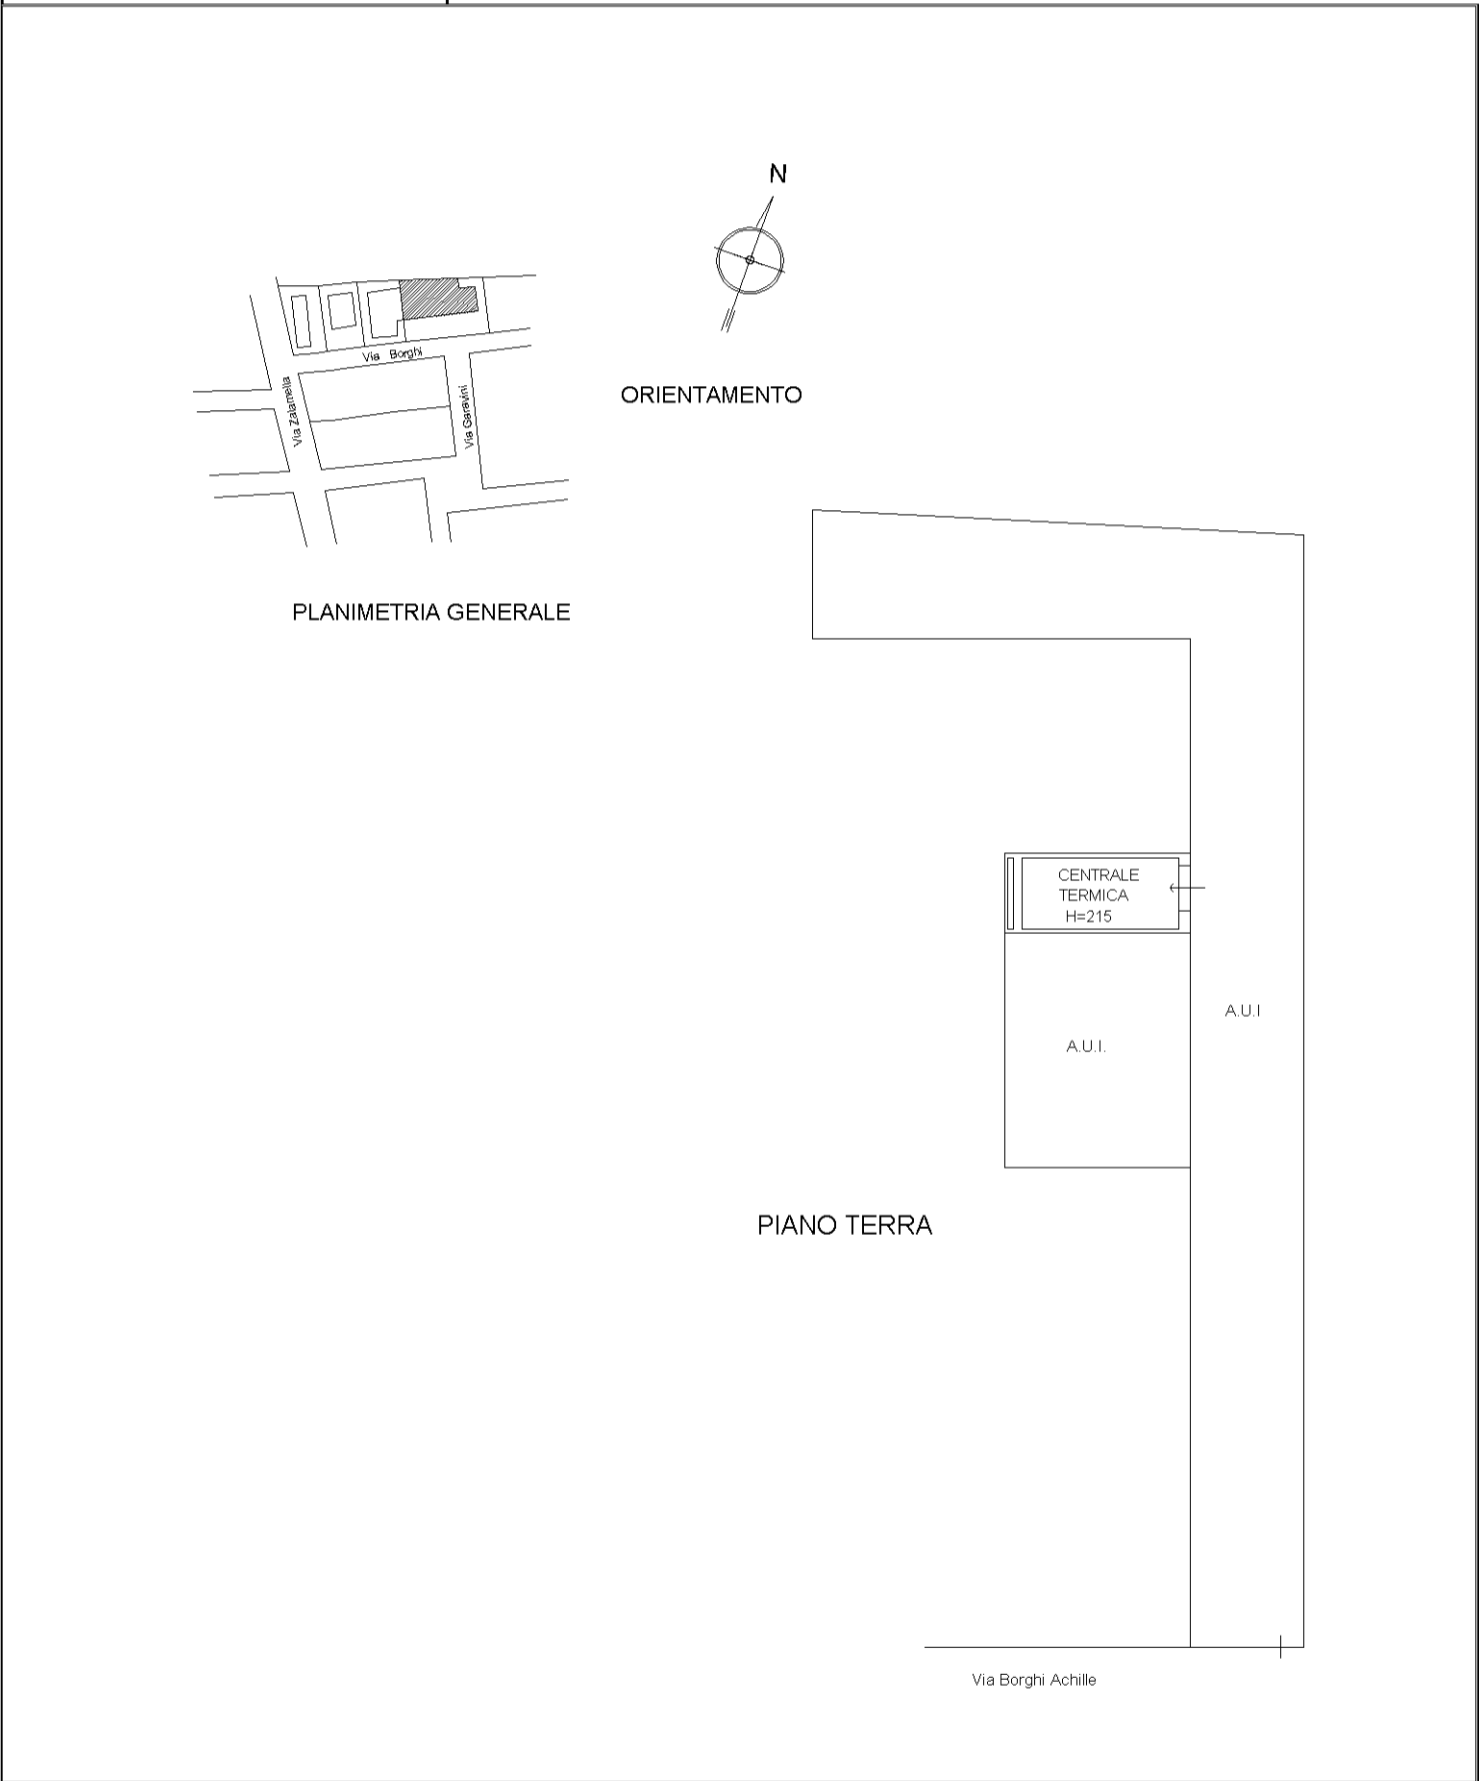 N
Via Borghi
Via Zalamella
Via Garavini
ORIENTAMENTO
PLANIMETRIA GENERALE
CENTRALE
TERMICA
H=215
A.U.I
A.U.I.
PIANO TERRA
Via Borghi Achille